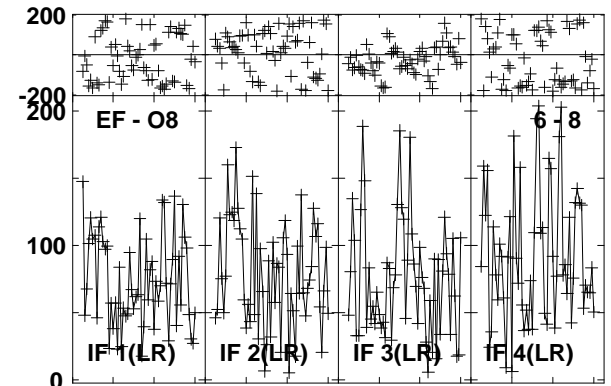 200
-200
200
EF - O8
6 - 8
100
IF 1(LR)
IF 2(LR)
IF 3(LR)
IF 4(LR)
0